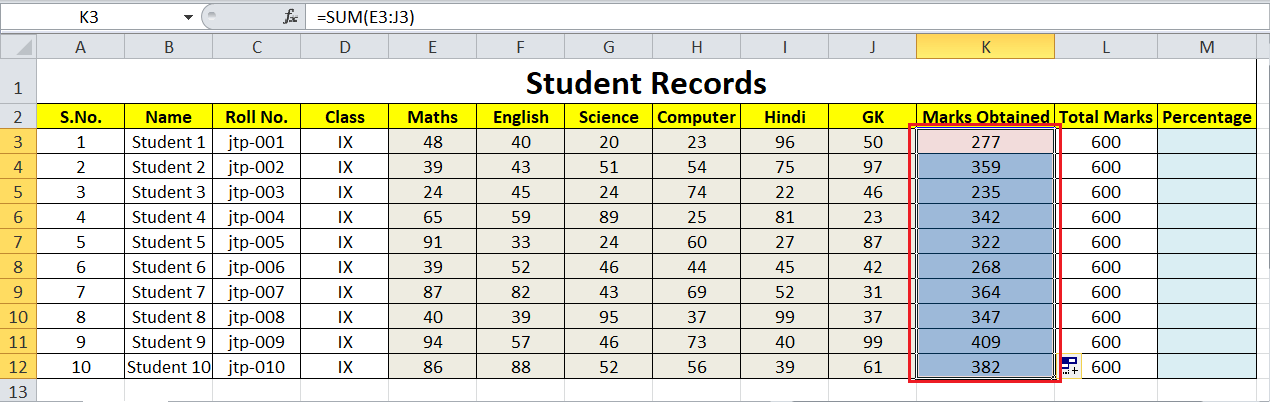 K3 fx =SUM(E3:J3)
A B C D E F G H I J K L M
1 Student Records
2 S.No. Name Roll No. Class Maths English Science Computer Hindi GK Marks Obtained Total Marks Percentage
3 1 Student 1 jtp-001 IX 48 40 20 23 96 50 277 600
4 2 Student 2 jtp-002 IX 39 43 51 54 75 97 359 600
5 3 Student 3 jtp-003 IX 24 45 24 74 22 46 235 600
6 4 Student 4 jtp-004 IX 65 59 89 25 81 23 342 600
7 5 Student 5 jtp-005 IX 91 33 24 60 27 87 322 600
8 6 Student 6 jtp-006 IX 39 52 46 44 45 42 268 600
9 7 Student 7 jtp-007 IX 87 82 43 69 52 31 364 600
10 8 Student 8 jtp-008 IX 40 39 95 37 99 37 347 600
11 9 Student 9 jtp-009 IX 94 57 46 73 40 99 409 600
12 10 Student 10 jtp-010 IX 86 88 52 56 39 61 382 600
13